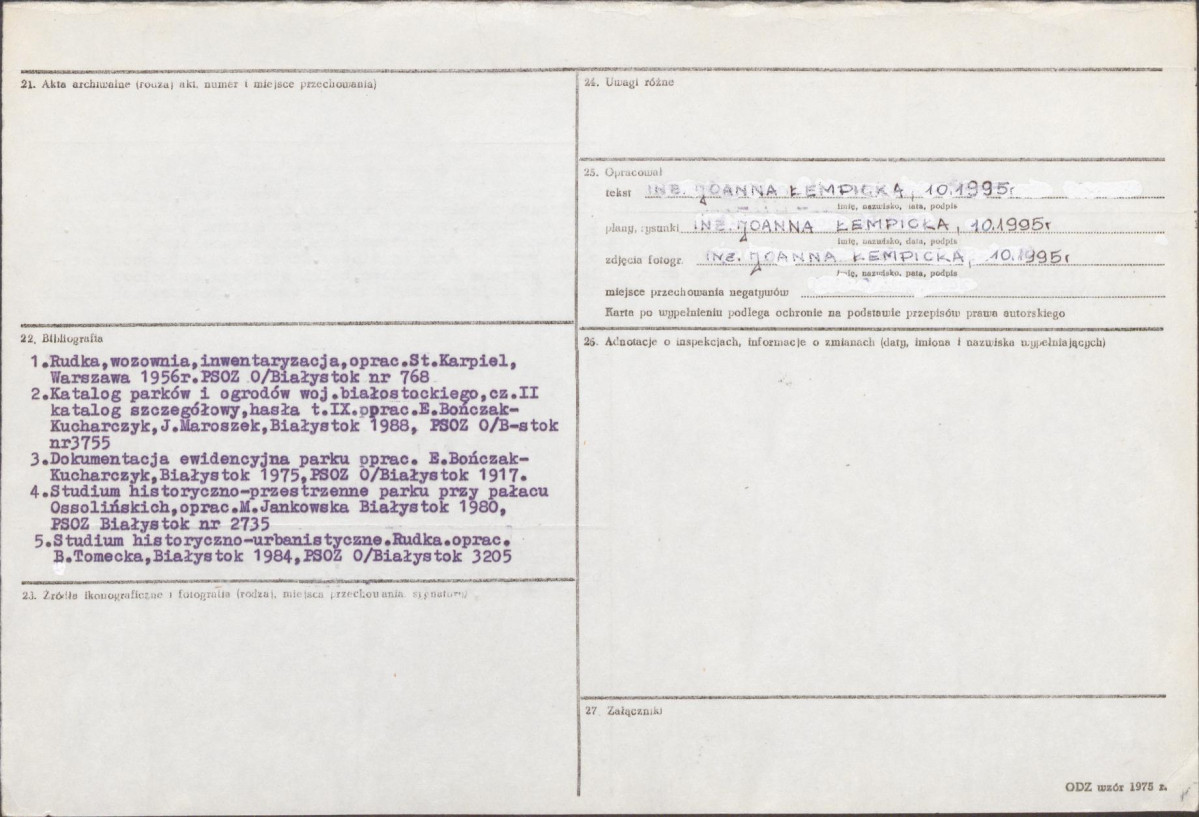 21. Akta archiwalne (rodzaj akt, numer i miejsce przechowania)
22. Bibliografia
1.Rudka,wozownia,inwentaryzacja,oprac.St.Karpiel,
Warszawa 1956r.PSOZ O/Białystok nr 768
2.Katalog parków i ogrodów woj.białostockiego,cz.II
katalog szczegółowy,hasła t.IX.oprac.E.Bończak-
Kucharczyk,J.Maroszek,Białystok 1988, PSOZ O/B-stok
nr3755
3.Dokumentacja ewidencyjna parku oprac. E.Bończak-
Kucharczyk,Białystok 1975,PSOZ O/Białystok 1917.
4.Studium historyczno-przestrzenne parku przy pałacu
Ossolińskich,oprac.M.Jankowska Białystok 1980,
PSOZ Białystok nr 2735
5.Studium historyczno-urbanistyczne.Rudka.oprac.
B.Tomecka,Białystok 1984,PSOZ O/Białystok 3205
23. Źródła ikonograficzne i fotografia (rodzaj, miejsca przechowania, sygnatury)
24. Uwagi różne
25. Opracował
tekst INŻ. JOANNA ŁEMPICKA, 10.1995r
imię, nazwisko, data, podpis
plany, rysunki INŻ. JOANNA ŁEMPICKA, 10.1995r
imię, nazwisko, data, podpis
zdjęcia fotogr. INŻ. JOANNA ŁEMPICKA, 10.1995r
imię, nazwisko, data, podpis
miejsce przechowania negatywów
Karta po wypełnieniu podlega ochronie na podstawie przepisów prawa autorskiego
26. Adnotacje o inspekcjach, informacje o zmianach (daty, imiona i nazwiska wypełniających)
27. Załączniki
ODZ wzór 1975 r.